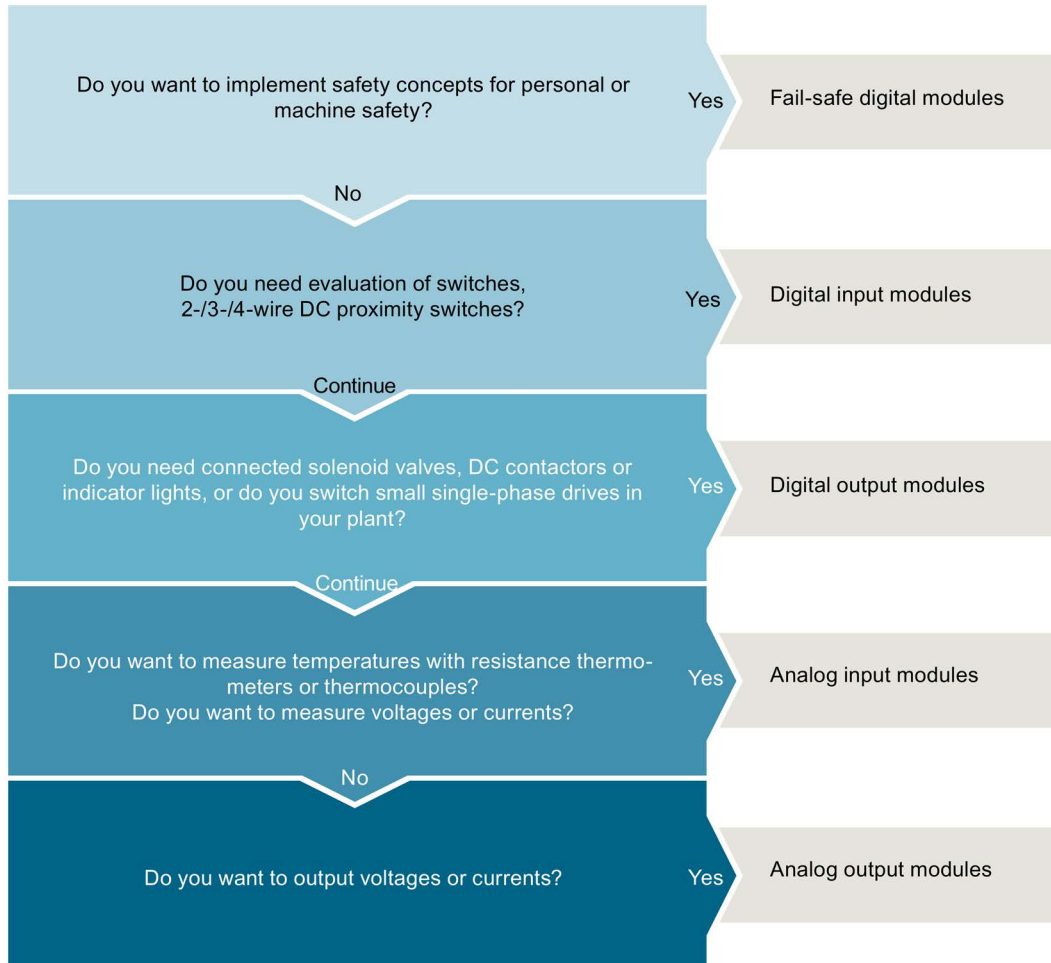 Do you want to implement safety concepts for personal or
machine safety?
Yes
Fail-safe digital modules
No
Do you need evaluation of switches,
2-/3-/4-wire DC proximity switches?
Yes
Digital input modules
Continue
Do you need connected solenoid valves, DC contactors or
indicator lights, or do you switch small single-phase drives in
your plant?
Yes
Digital output modules
Continue
Do you want to measure temperatures with resistance thermo-
meters or thermocouples?
Do you want to measure voltages or currents?
Yes
Analog input modules
No
Do you want to output voltages or currents?
Yes
Analog output modules